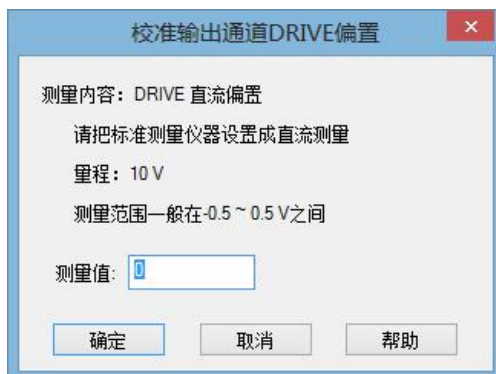 校准输出通道DRIVE偏置
测量内容：DRIVE 直流偏置
请把标准测量仪器设置成直流测量
量程：10 V
测量范围一般在-0.5 ~ 0.5 V之间
测量值: 0
确定 取消 帮助